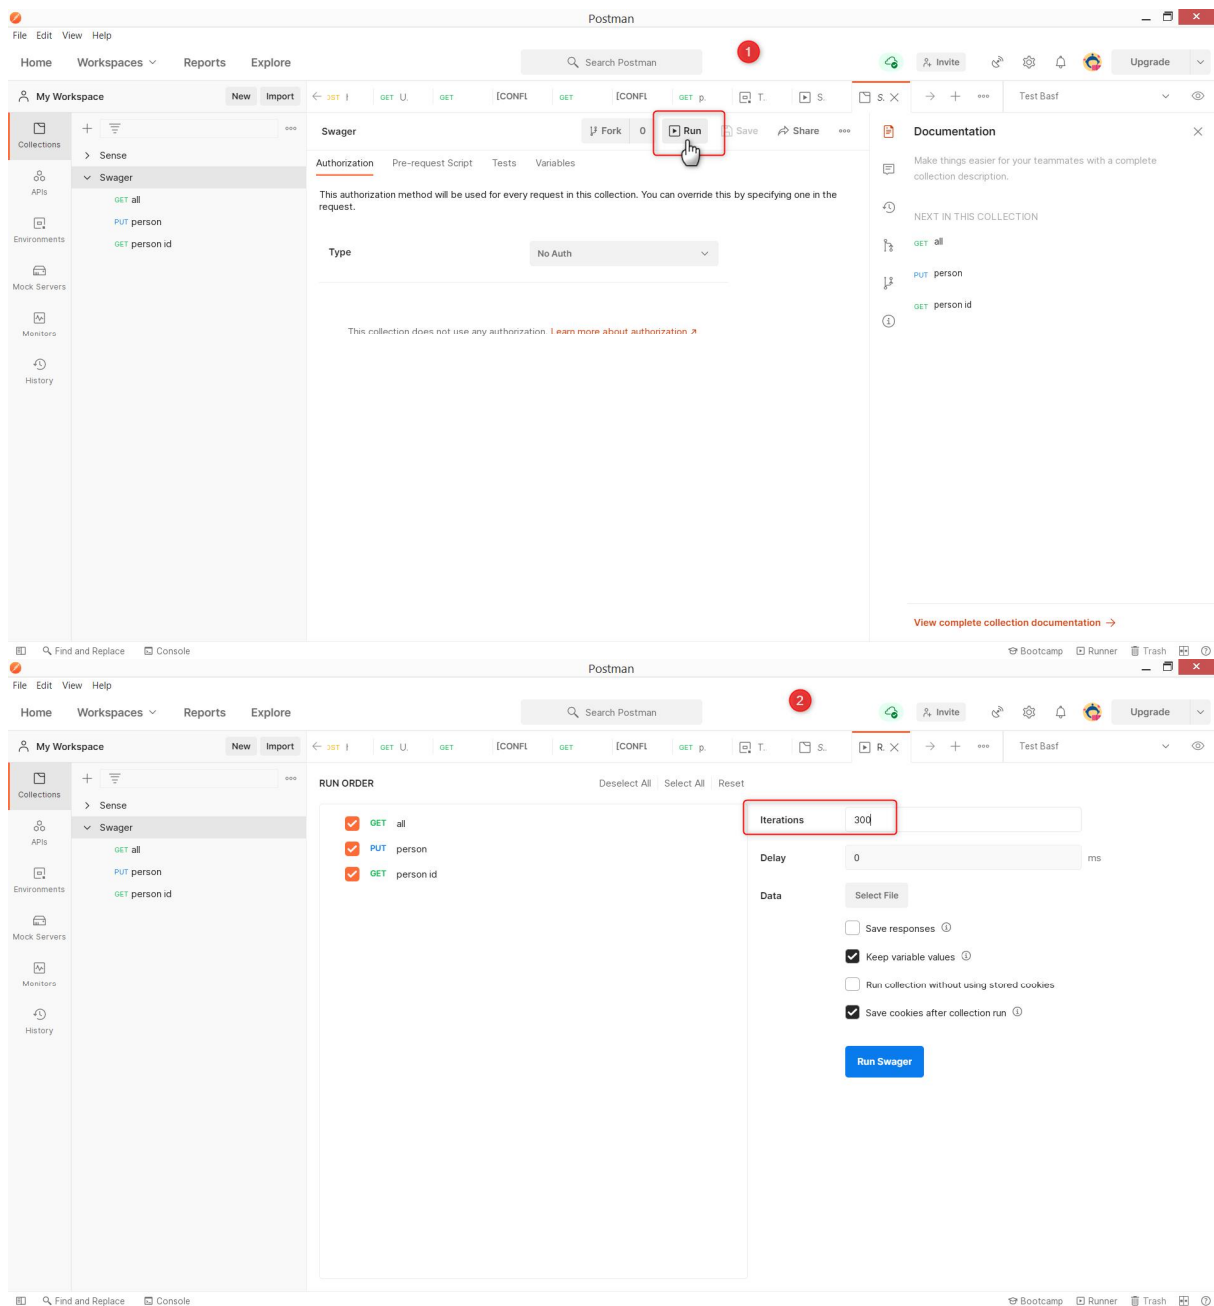 Postman
File Edit View Help
1
Home Workspaces Reports Explore Search Postman Invite Upgrade
My Workspace New Import GET U. GET [CONFL GET [CONFL GET p. T. S. S. Test Basf
Collections
APIs
Environments
Mock Servers
Monitors
History
Sense
Swager
GET all
PUT person
GET person id
Swager Fork 0 Run Save Share
Authorization Pre-request Script Tests Variables
This authorization method will be used for every request in this collection. You can override this by specifying one in the
request.
Type No Auth
This collection does not use any authorization. Learn more about authorization ↗
Documentation
Make things easier for your teammates with a complete
collection description.
NEXT IN THIS COLLECTION
GET all
PUT person
GET person id
View complete collection documentation →
Find and Replace Console Bootcamp Runner Trash
Postman
File Edit View Help
2
Home Workspaces Reports Explore Search Postman Invite Upgrade
My Workspace New Import GET U. GET [CONFL GET [CONFL GET p. T. S. R. Test Basf
Collections
APIs
Environments
Mock Servers
Monitors
History
Sense
Swager
GET all
PUT person
GET person id
RUN ORDER Deselect All Select All Reset
GET all
PUT person
GET person id
Iterations 300
Delay 0 ms
Data Select File
Save responses
Keep variable values
Run collection without using stored cookies
Save cookies after collection run
Run Swager
Find and Replace Console Bootcamp Runner Trash